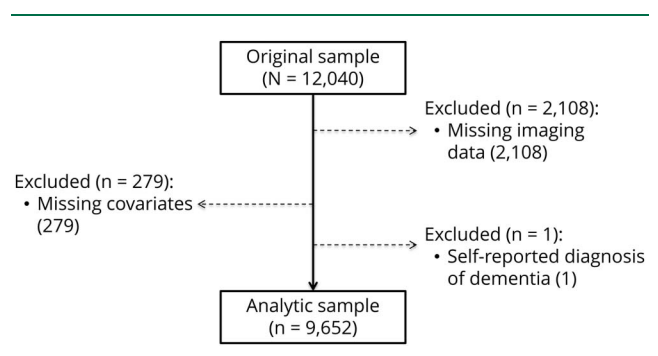 Original sample
(N = 12,040)
Excluded (n = 2,108):
• Missing imaging
data (2,108)
Excluded (n = 279):
• Missing covariates
(279)
Excluded (n = 1):
• Self-reported diagnosis
of dementia (1)
Analytic sample
(n = 9,652)